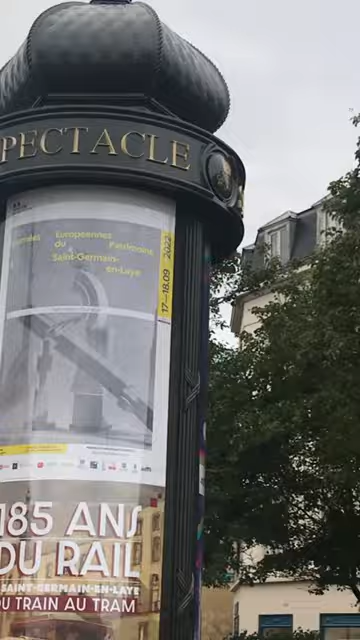 PECTACLE
Européennes
du Patrimoine
Saint-Germain-
en-Laye
17–18.09 2022
185 ANS
DU RAIL
SAINT-GERMAIN-EN-LAYE
DU TRAIN AU TRAM